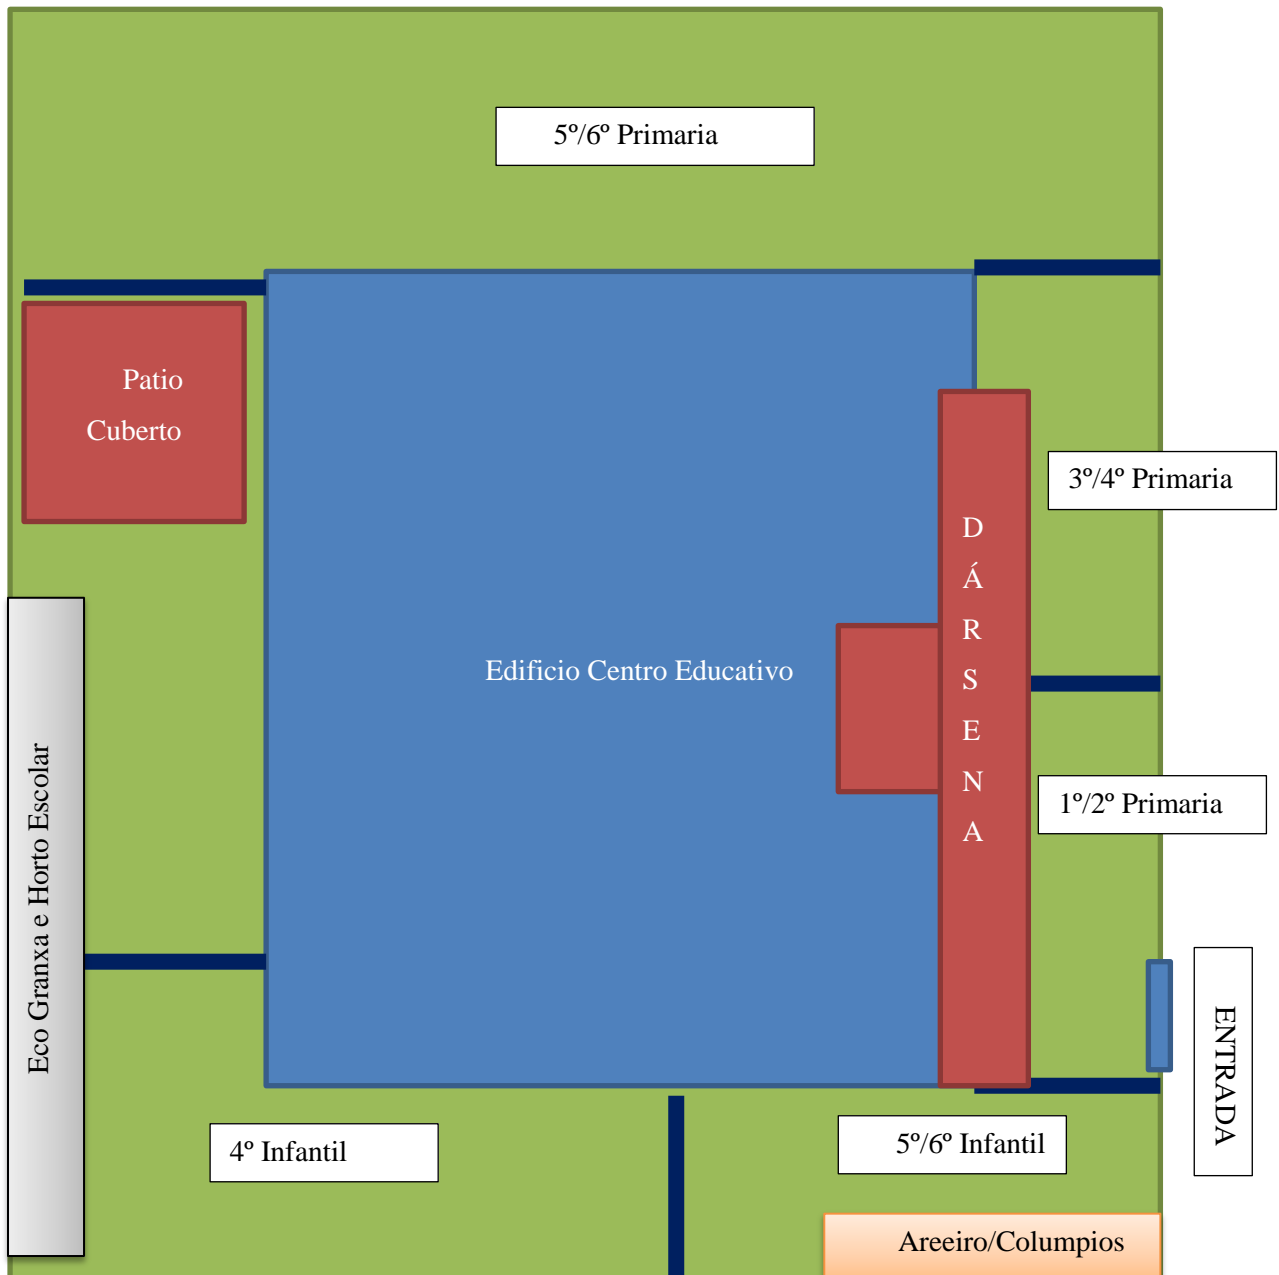 5º/6º Primaria
Patio
Cuberto
3º/4º Primaria
DÁRSENA
Edificio Centro Educativo
1º/2º Primaria
Eco Granxa e Horto Escolar
ENTRADA
4º Infantil
5º/6º Infantil
Areeiro/Columpios